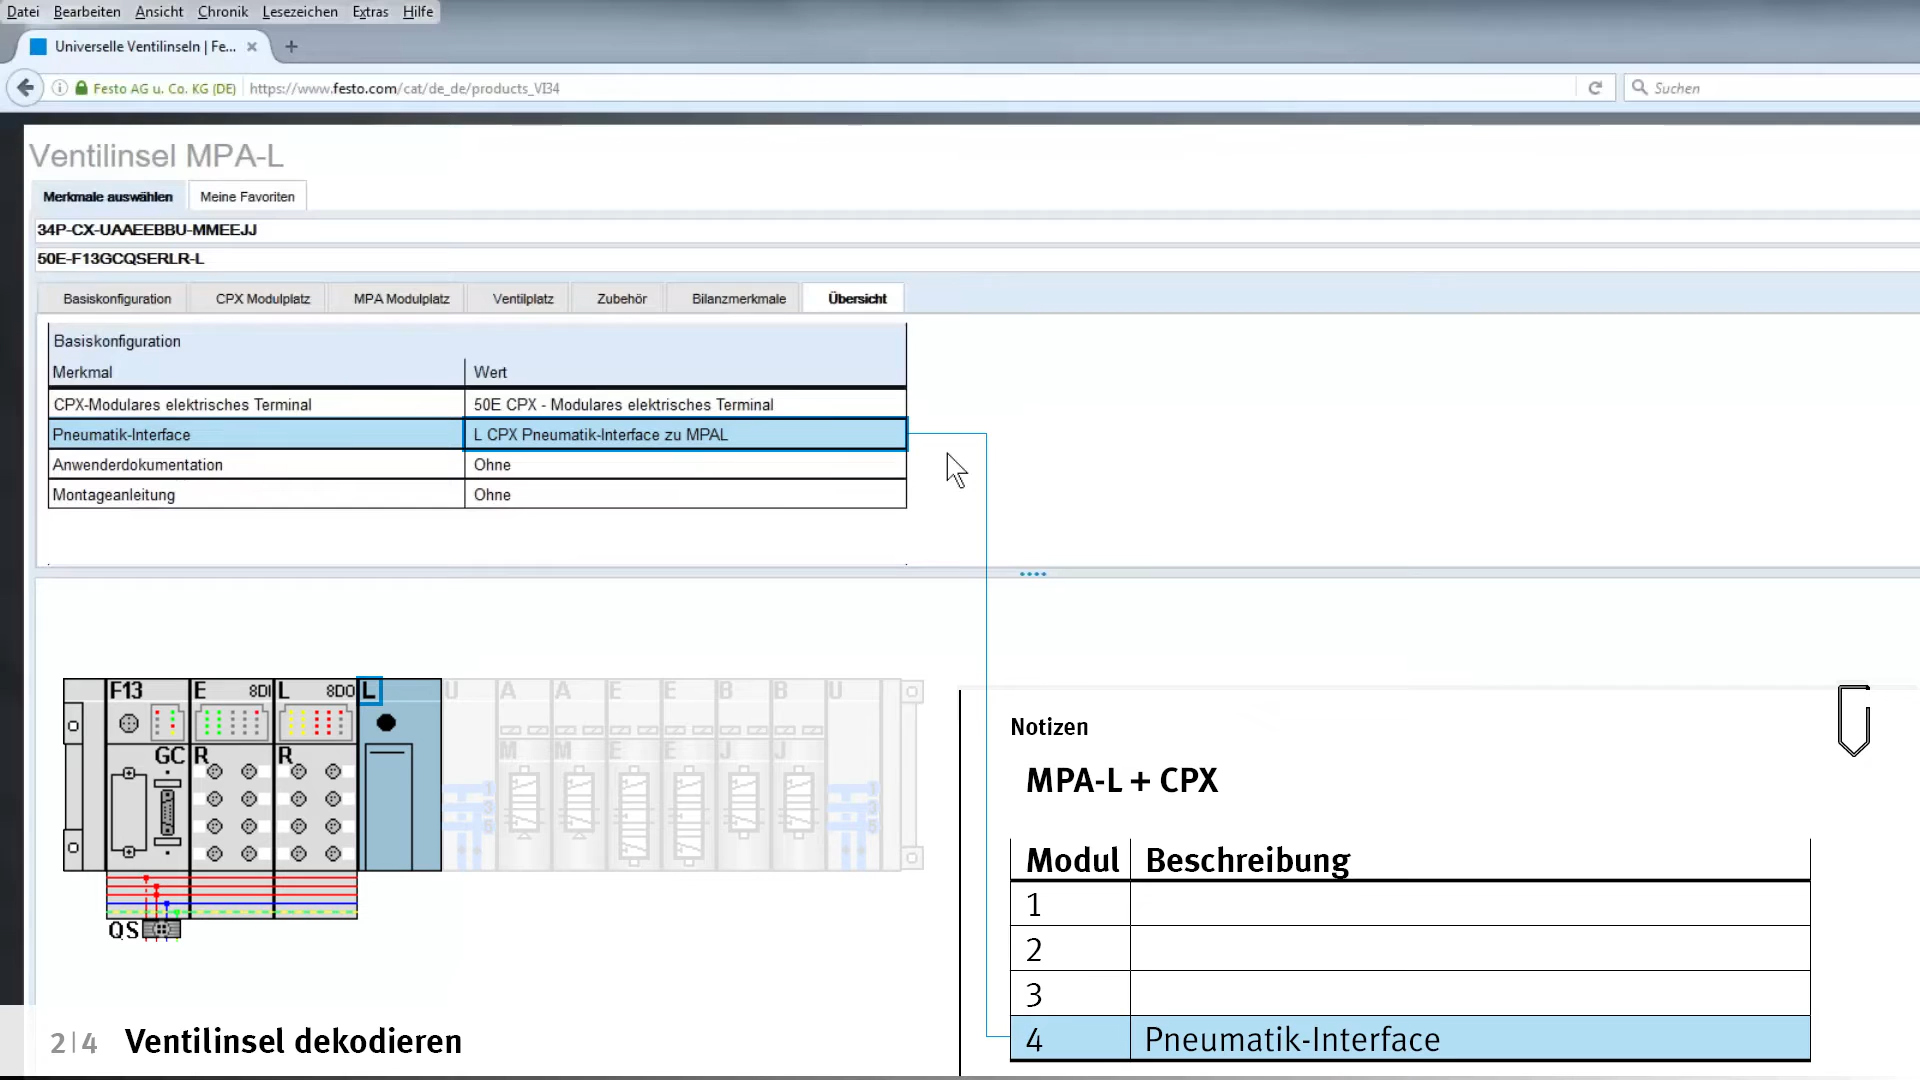 Datei Bearbeiten Ansicht Chronik Lesezeichen Extras Hilfe
Universelle Ventilinseln | Fe...
Festo AG u. Co. KG (DE) https://www.festo.com/cat/de_de/products_VI34 Suchen
Ventilinsel MPA-L
Merkmale auswählen Meine Favoriten
34P-CX-UAAEEBBU-MMEEJJ
50E-F13GCQSERLR-L
Basiskonfiguration CPX Modulplatz MPA Modulplatz Ventilplatz Zubehör Bilanzmerkmale Übersicht
Basiskonfiguration
Merkmal Wert
CPX-Modulares elektrisches Terminal 50E CPX - Modulares elektrisches Terminal
Pneumatik-Interface L CPX Pneumatik-Interface zu MPAL
Anwenderdokumentation Ohne
Montageanleitung Ohne
F13 E 8DI L 8DO L U A A E E B B U
GC R R M M E E J J
QS
Notizen
MPA-L + CPX
Modul Beschreibung
1
2
3
4 Pneumatik-Interface
2|4 Ventilinsel dekodieren